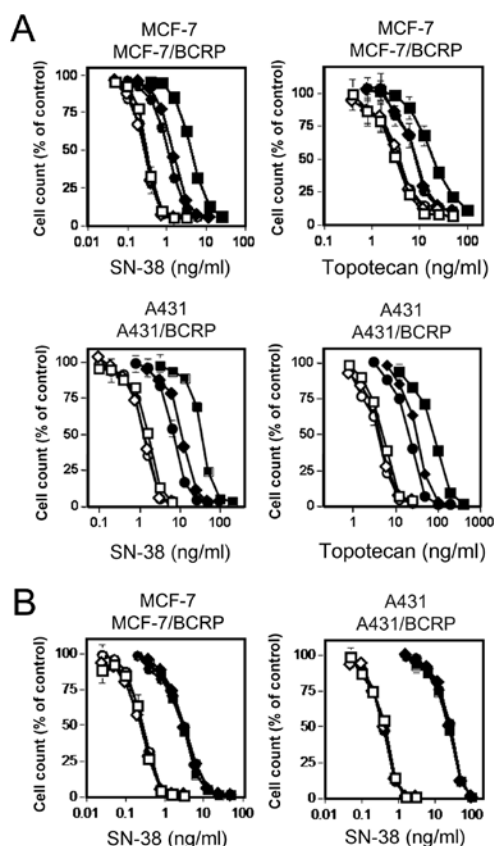 A
MCF-7
MCF-7/BCRP
MCF-7
MCF-7/BCRP
Cell count (% of control)
100
75
50
25
0
0.01 0.1 1 10 100
SN-38 (ng/ml)
Cell count (% of control)
100
75
50
25
0
0.1 1 10 100
Topotecan (ng/ml)
A431
A431/BCRP
A431
A431/BCRP
Cell count (% of control)
100
75
50
25
0
0.1 1 10 100
SN-38 (ng/ml)
Cell count (% of control)
100
75
50
25
0
1 10 100 1000
Topotecan (ng/ml)
B
MCF-7
MCF-7/BCRP
A431
A431/BCRP
Cell count (% of control)
100
75
50
25
0
0.01 0.1 1 10 100
SN-38 (ng/ml)
Cell count (% of control)
100
75
50
25
0
0.01 0.1 1 10 100
SN-38 (ng/ml)